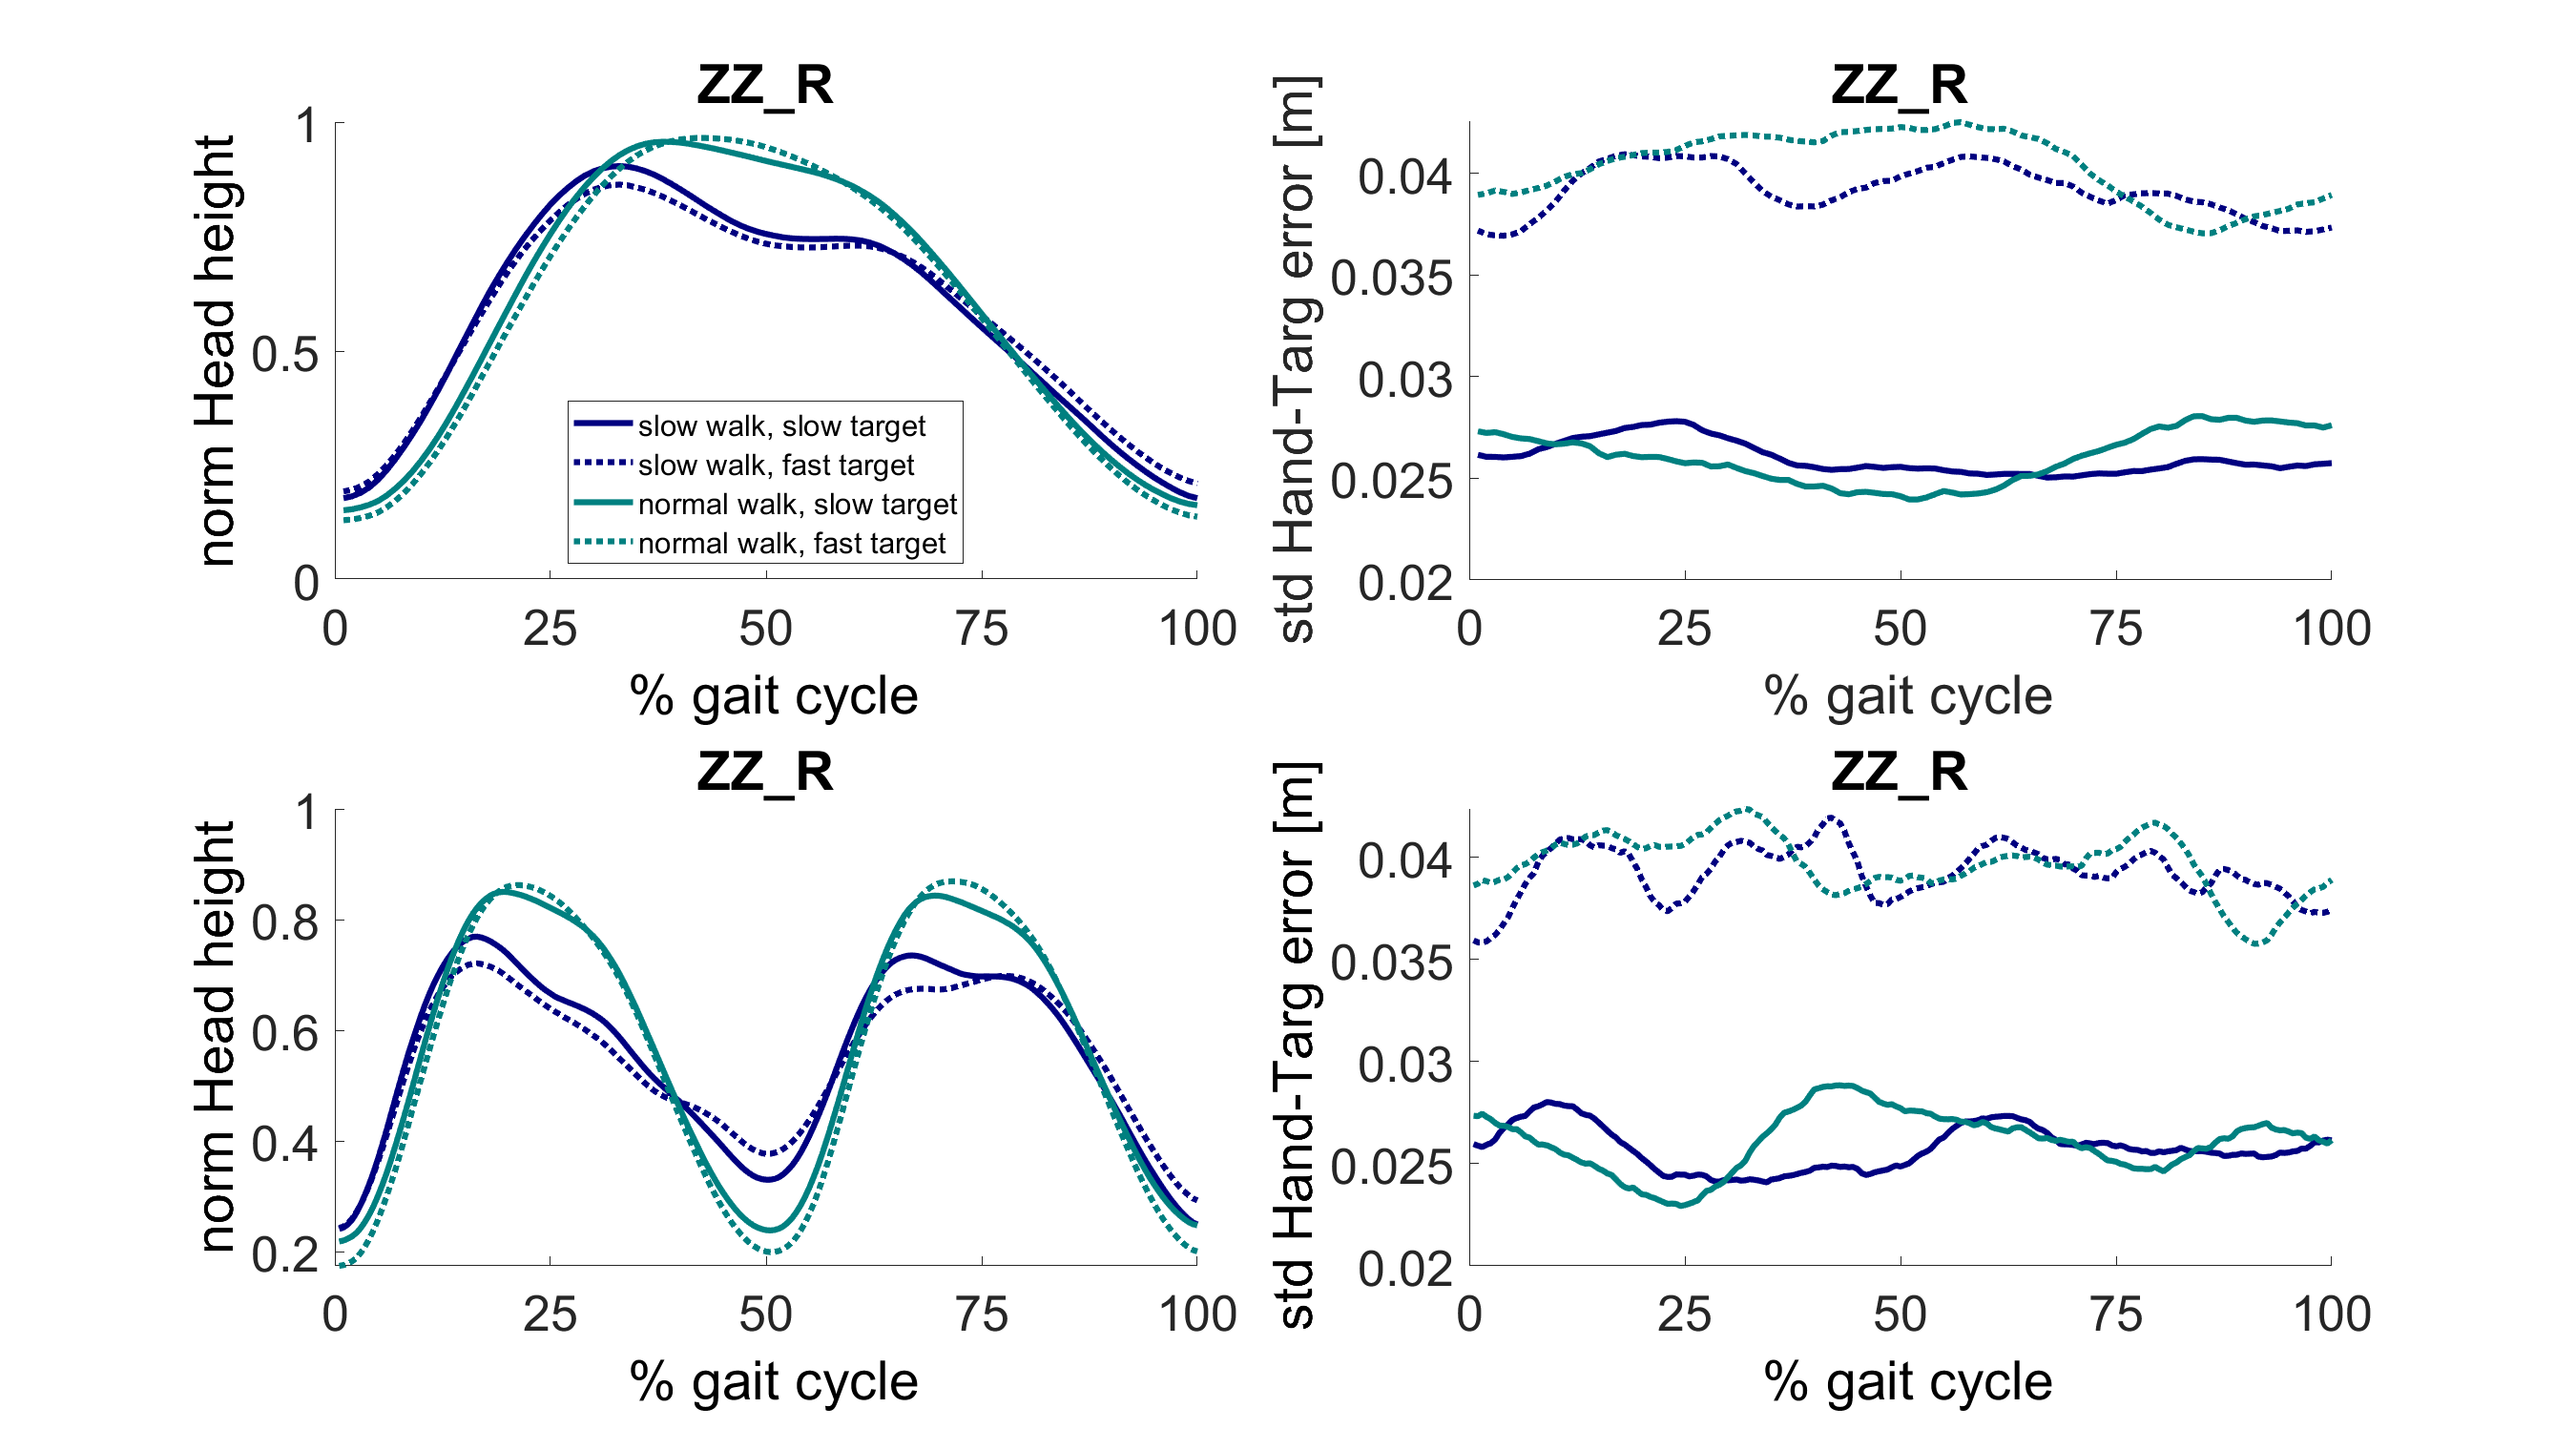 ZZ_R
norm Head height
1
0.5
0
0 25 50 75 100
% gait cycle
slow walk, slow target
slow walk, fast target
normal walk, slow target
normal walk, fast target
ZZ_R
std Hand-Targ error [m]
0.04
0.035
0.03
0.025
0.02
0 25 50 75 100
% gait cycle
ZZ_R
norm Head height
1
0.8
0.6
0.4
0.2
0 25 50 75 100
% gait cycle
ZZ_R
std Hand-Targ error [m]
0.04
0.035
0.03
0.025
0.02
0 25 50 75 100
% gait cycle